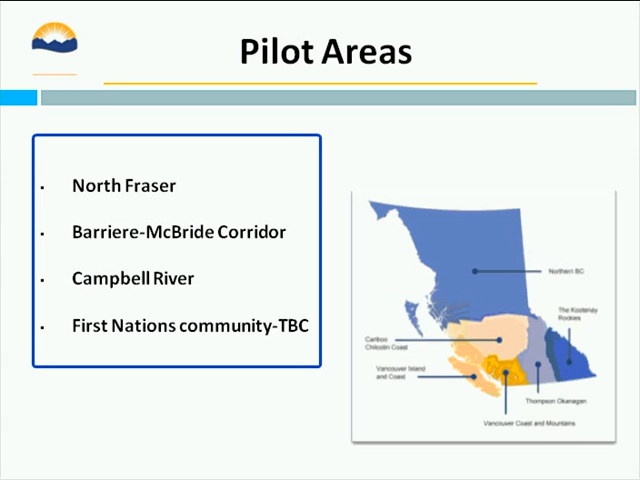 Pilot Areas
▪ North Fraser
▪ Barriere-McBride Corridor
▪ Campbell River
▪ First Nations community-TBC
Northern BC
The Kootenay
Rockies
Cariboo
Chilcotin Coast
Vancouver Island
and Coast
Thompson Okanagan
Vancouver Coast and Mountains